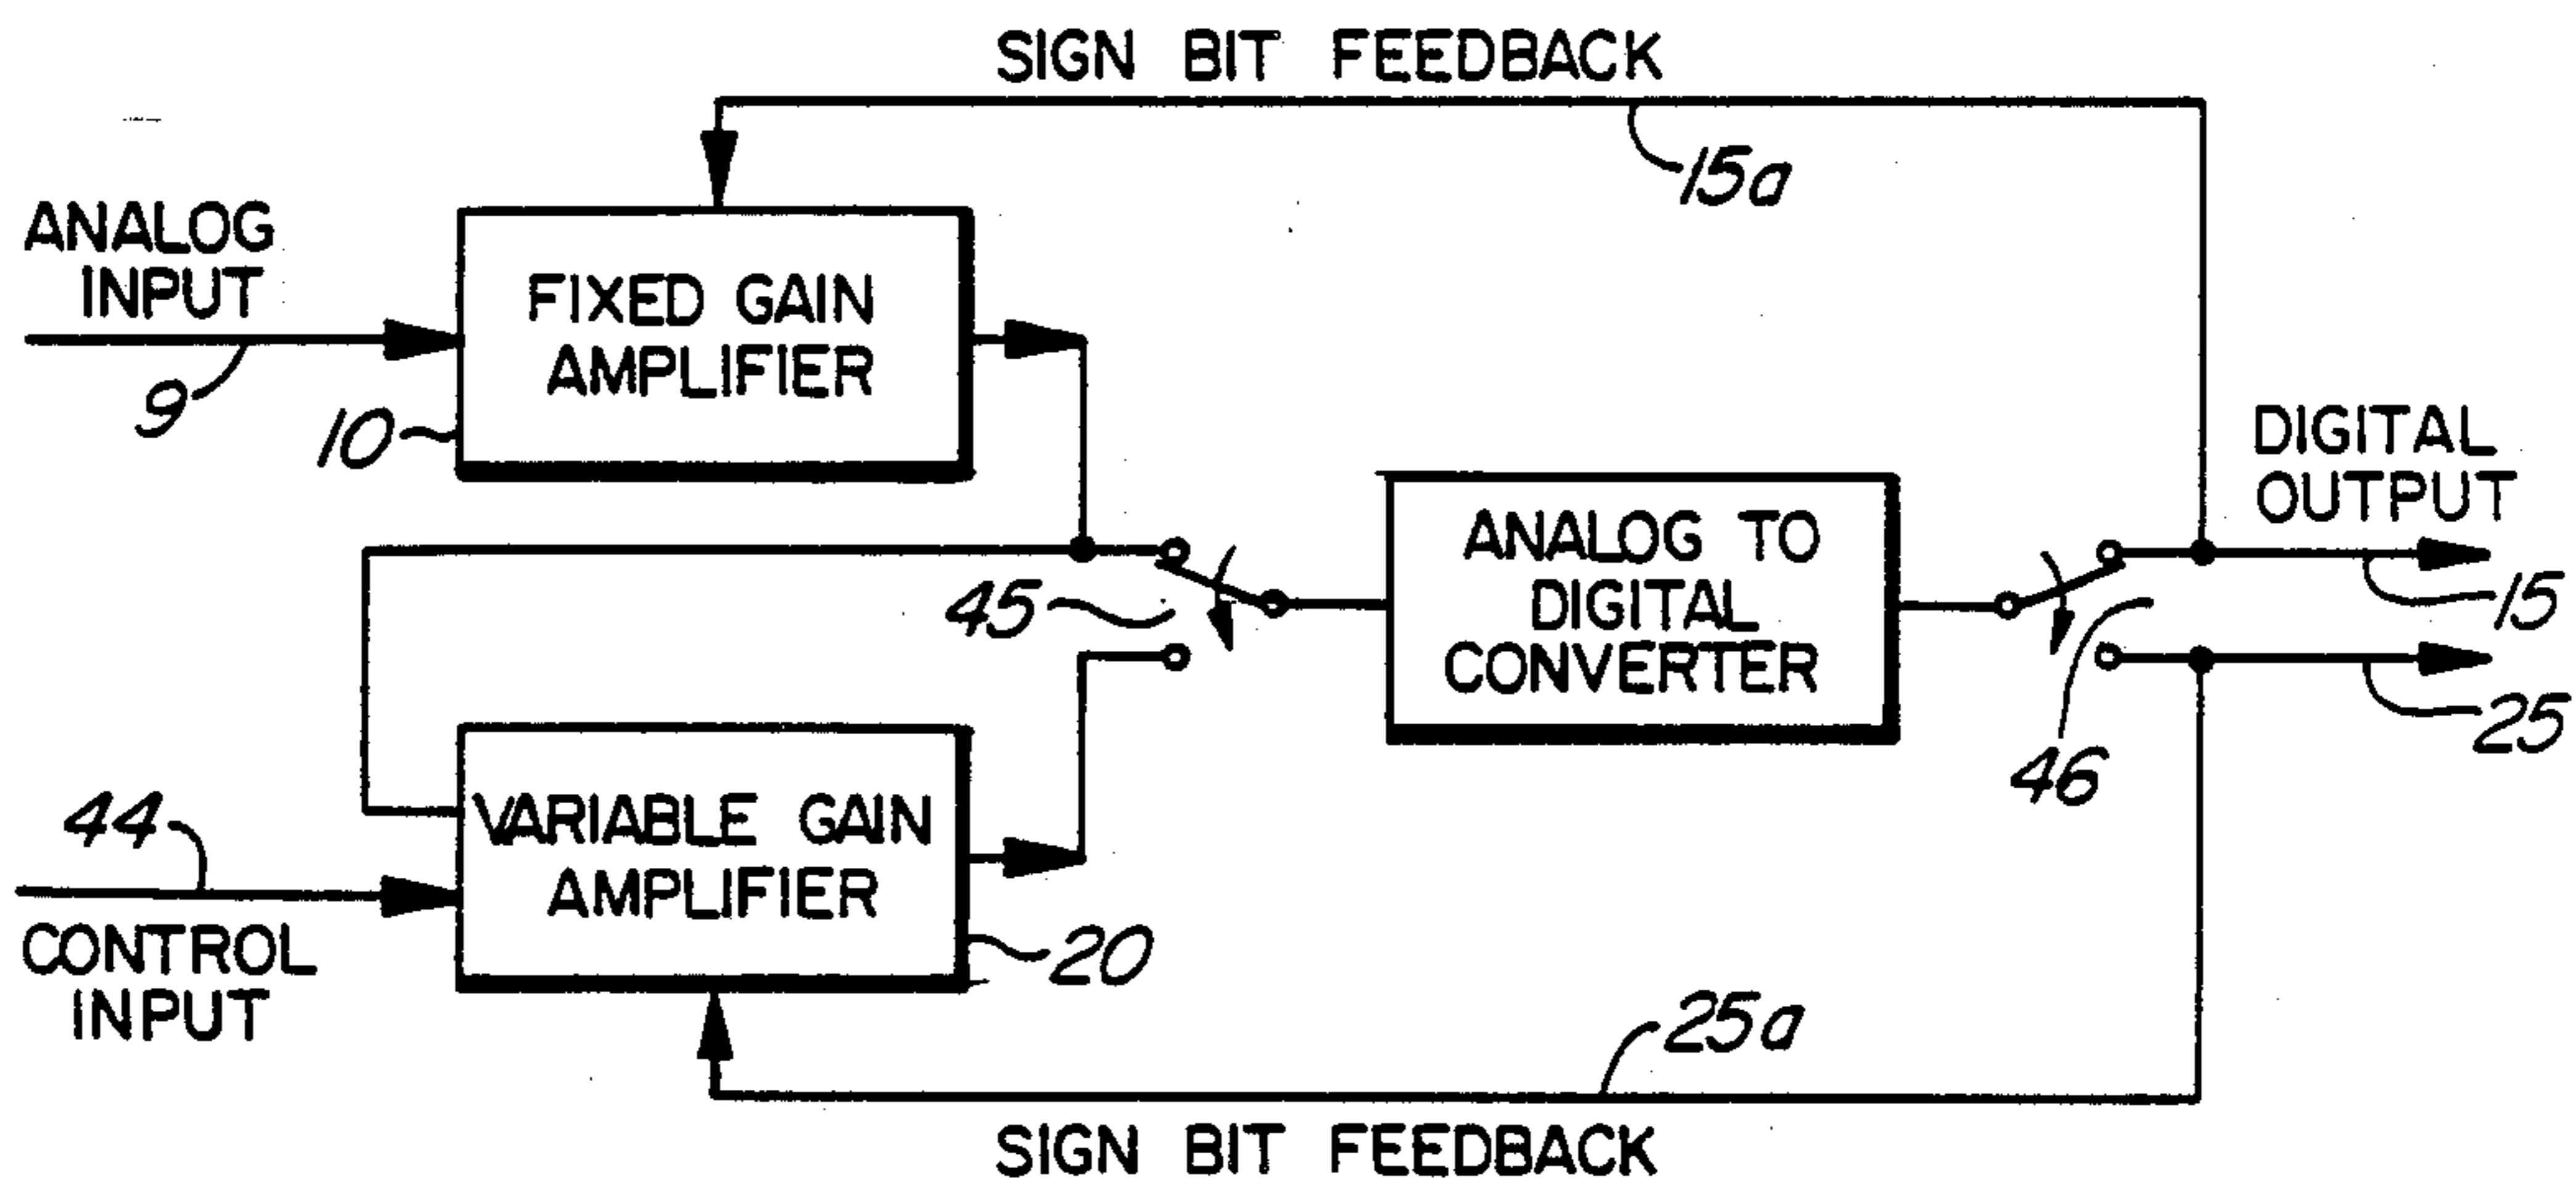 SIGN BIT FEEDBACK
15a
ANALOG
INPUT
9
10
FIXED GAIN
AMPLIFIER
DIGITAL
OUTPUT
15
25
45
ANALOG TO
DIGITAL
CONVERTER
46
44
CONTROL
INPUT
VARIABLE GAIN
AMPLIFIER
20
25a
SIGN BIT FEEDBACK